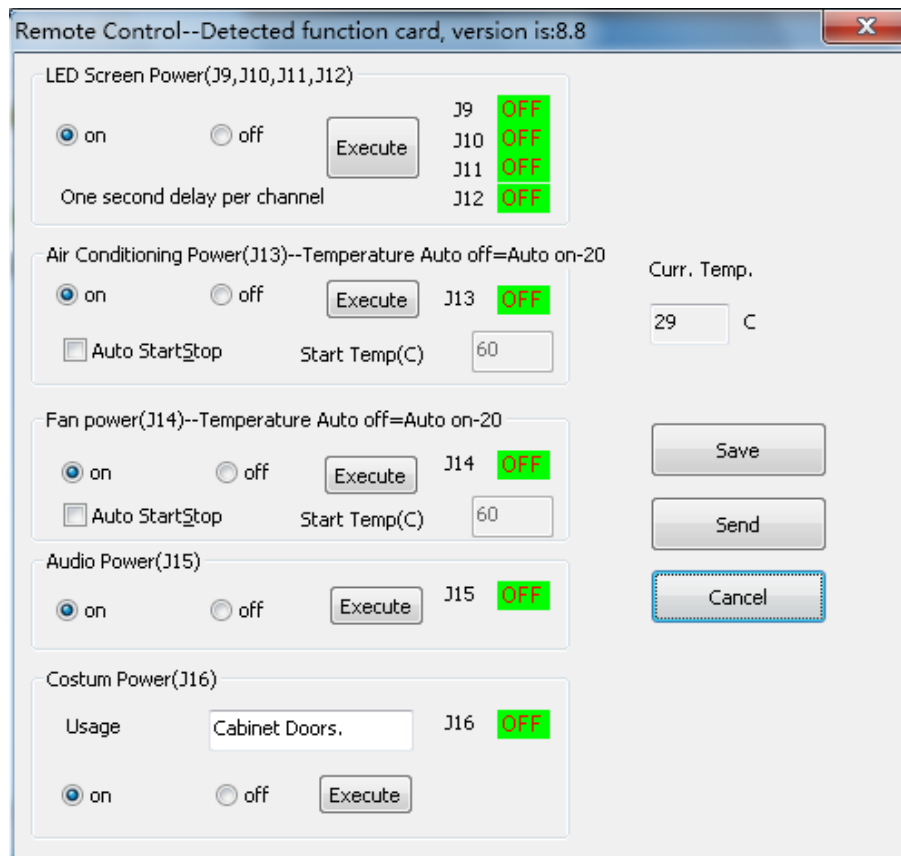 Remote Control--Detected function card, version is:8.8
LED Screen Power(J9,J10,J11,J12)
on off Execute
J9 OFF
J10 OFF
J11 OFF
J12 OFF
One second delay per channel
Air Conditioning Power(J13)--Temperature Auto off=Auto on-20
on off Execute J13 OFF
Auto StartStop Start Temp(C) 60
Curr. Temp.
29 C
Fan power(J14)--Temperature Auto off=Auto on-20
on off Execute J14 OFF
Auto StartStop Start Temp(C) 60
Save
Send
Cancel
Audio Power(J15)
on off Execute J15 OFF
Costum Power(J16)
Usage Cabinet Doors. J16 OFF
on off Execute